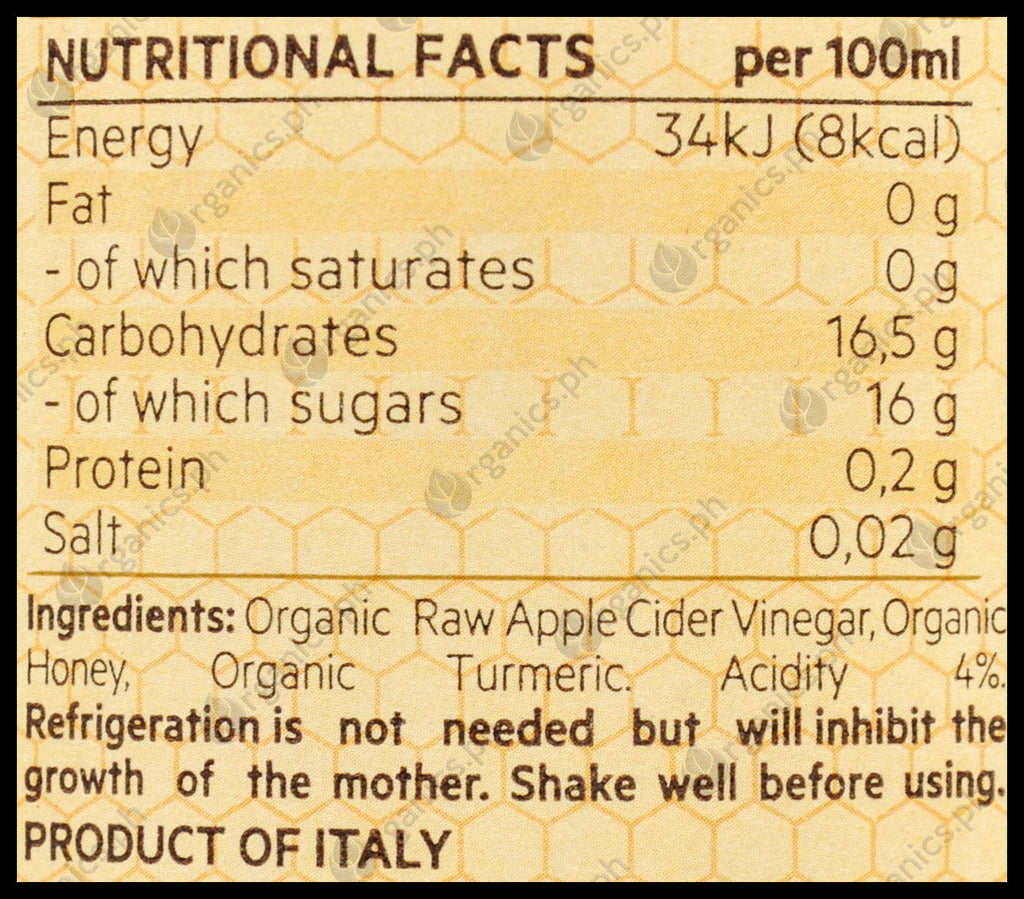 NUTRITIONAL FACTS per 100ml
Energy 34kJ (8kcal)
Fat 0 g
- of which saturates 0 g
Carbohydrates 16,5 g
- of which sugars 16 g
Protein 0,2 g
Salt 0,02 g
Ingredients: Organic Raw Apple Cider Vinegar, Organic
Honey, Organic Turmeric. Acidity 4%.
Refrigeration is not needed but will inhibit the
growth of the mother. Shake well before using.
PRODUCT OF ITALY
Organics.ph